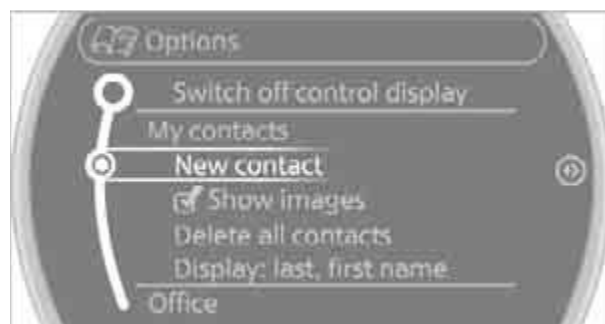 Options
Switch off control display
My contacts
New contact
Show images
Delete all contacts
Display: last, first name
Office